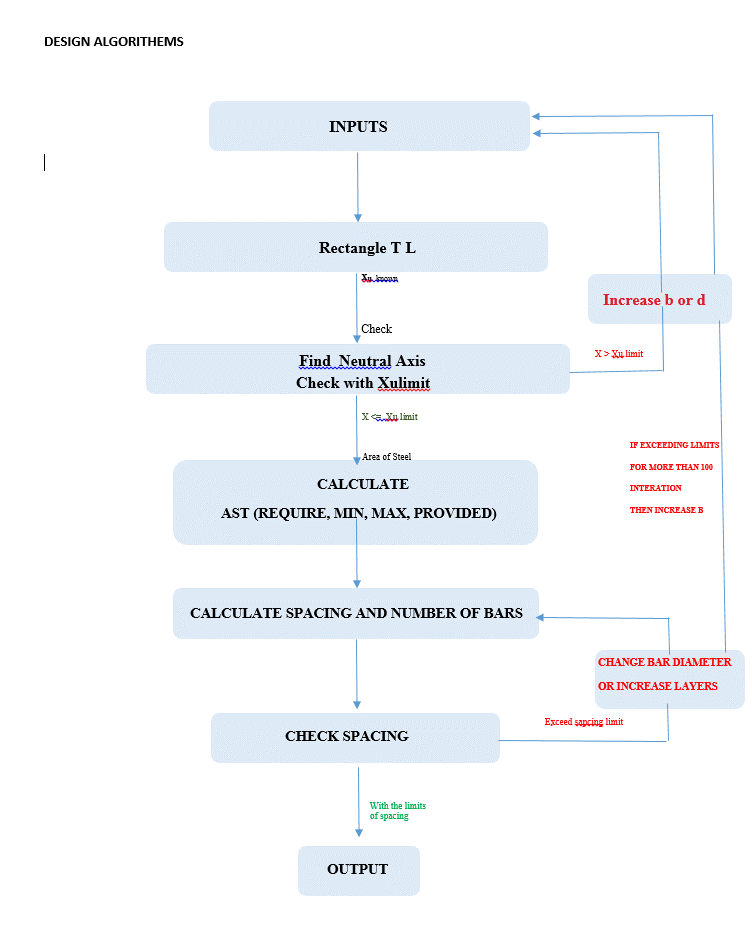 DESIGN ALGORITHEMS
INPUTS
Rectangle T L
Xu known
Increase b or d
Check
Find Neutral Axis
Check with Xulimit
X > Xu limit
X <= Xu limit
IF EXCEEDING LIMITS
FOR MORE THAN 100
INTERATION
THEN INCREASE B
Area of Steel
CALCULATE
AST (REQUIRE, MIN, MAX, PROVIDED)
CALCULATE SPACING AND NUMBER OF BARS
CHANGE BAR DIAMETER
OR INCREASE LAYERS
Exceed sapcing limit
CHECK SPACING
With the limits
of spacing
OUTPUT